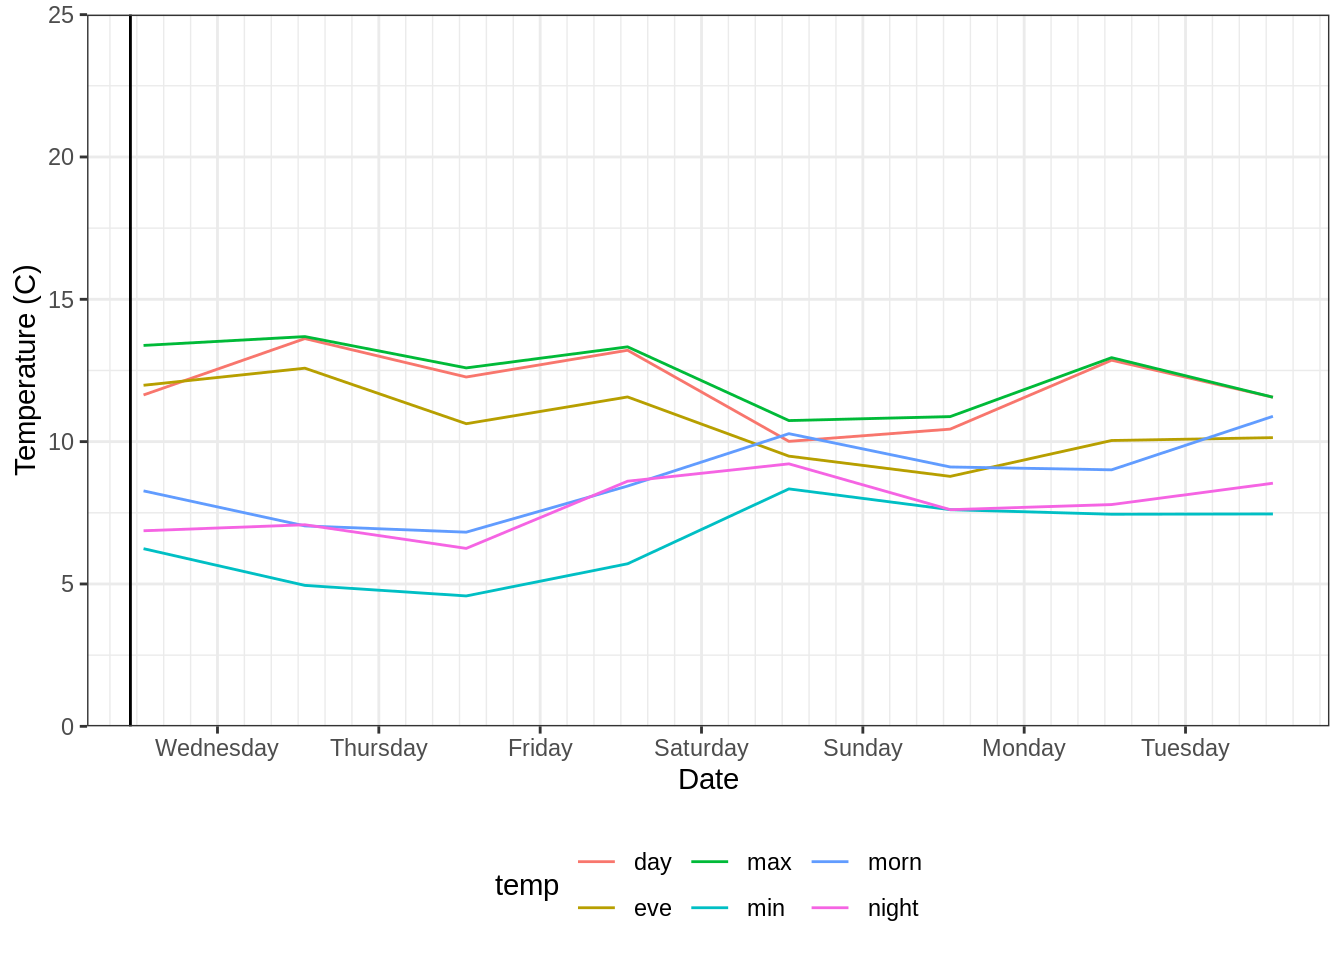 Temperature (C)
25
20
15
10
5
0
Wednesday Thursday Friday Saturday Sunday Monday Tuesday
Date
temp
day max morn
eve min night